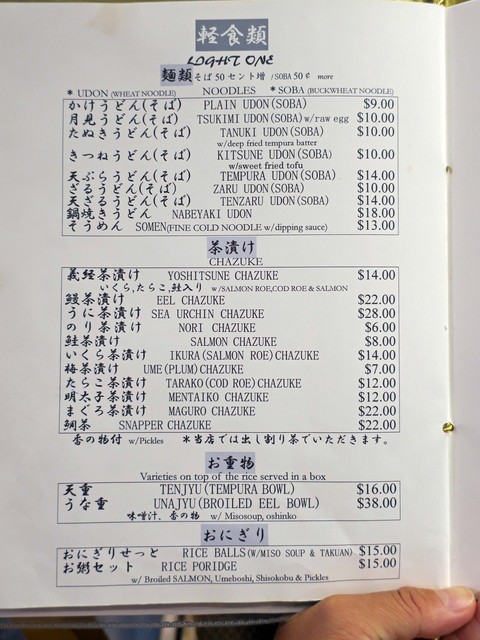 軽食類
LIGHT ONE
麺類 そば50セント増 /SOBA 50￠ more
* UDON (WHEAT NOODLE) NOODLES * SOBA (BUCKWHEAT NOODLE)
かけうどん(そば) PLAIN UDON(SOBA) $9.00
月見うどん(そば) TSUKIMI UDON(SOBA) w/raw egg $10.00
たぬきうどん(そば) TANUKI UDON(SOBA) $10.00
w/deep fried tempura batter
きつねうどん(そば) KITSUNE UDON(SOBA) $10.00
w/sweet fried tofu
天ぷらうどん(そば) TEMPURA UDON(SOBA) $14.00
ざるうどん(そば) ZARU UDON(SOBA) $10.00
天ざるうどん(そば) TENZARU UDON(SOBA) $14.00
鍋焼きうどん NABEYAKI UDON $18.00
そうめん SOMEN(FINE COLD NOODLE w/dipping sauce) $13.00
茶漬け
CHAZUKE
義経茶漬け YOSHITSUNE CHAZUKE $14.00
いくら,たらこ,鮭入り w/SALMON ROE,COD ROE & SALMON
鰻茶漬け EEL CHAZUKE $22.00
うに茶漬け SEA URCHIN CHAZUKE $28.00
のり茶漬け NORI CHAZUKE $6.00
鮭茶漬け SALMON CHAZUKE $8.00
いくら茶漬け IKURA(SALMON ROE)CHAZUKE $14.00
梅茶漬け UME(PLUM)CHAZUKE $7.00
たらこ茶漬け TARAKO(COD ROE)CHAZUKE $12.00
明太子茶漬け MENTAIKO CHAZUKE $12.00
まぐろ茶漬け MAGURO CHAZUKE $22.00
鯛茶 SNAPPER CHAZUKE $22.00
香の物付 w/Pickles *当店では出し割り茶でいただきます。
お重物
Varieties on top of the rice served in a box
天重 TENJYU(TEMPURA BOWL) $16.00
うな重 UNAJYU(BROILED EEL BOWL) $38.00
味噌汁、香の物 w/ Misosoup, oshinko
おにぎり
おにぎりせっと RICE BALLS(W/MISO SOUP & TAKUAN) $15.00
お粥セット RICE PORIDGE $15.00
w/ Broiled SALMON, Umeboshi, Shisokobu & Pickles